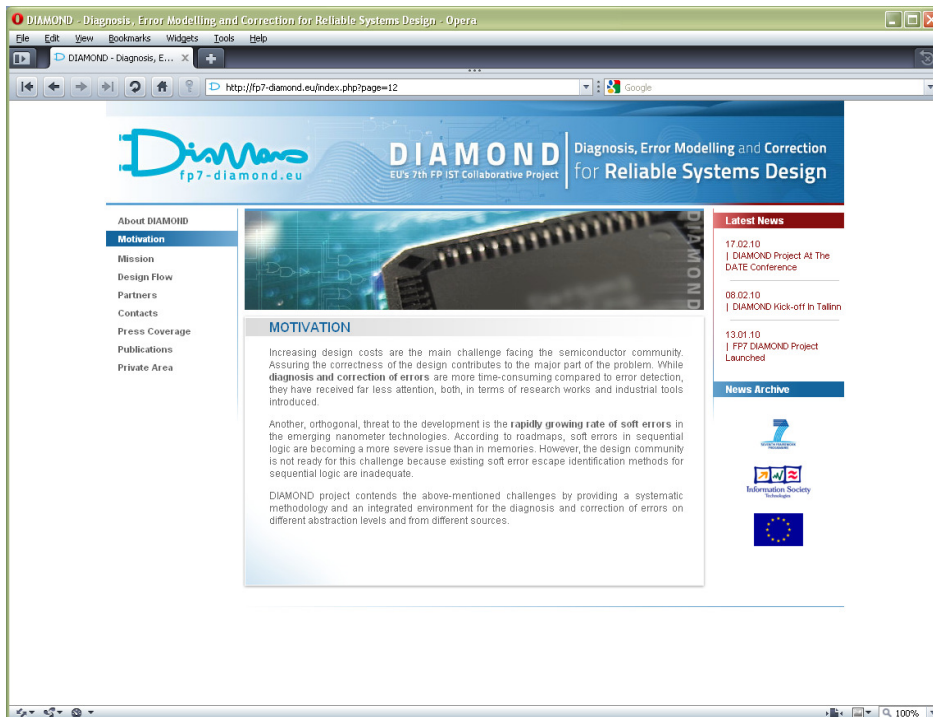 DIAMOND - Diagnosis, Error Modelling and Correction for Reliable Systems Design - Opera
File Edit View Bookmarks Widgets Tools Help
DIAMOND - Diagnosis, E...
http://fp7-diamond.eu/index.php?page=12
Google
Diamond
fp7-diamond.eu
DIAMOND
EU's 7th FP IST Collaborative Project
Diagnosis, Error Modelling and Correction
for Reliable Systems Design
About DIAMOND
Motivation
Mission
Design Flow
Partners
Contacts
Press Coverage
Publications
Private Area
DIAMOND
MOTIVATION
Increasing design costs are the main challenge facing the semiconductor community.
Assuring the correctness of the design contributes to the major part of the problem. While
diagnosis and correction of errors are more time-consuming compared to error detection,
they have received far less attention, both, in terms of research works and industrial tools
introduced.
Another, orthogonal, threat to the development is the rapidly growing rate of soft errors in
the emerging nanometer technologies. According to roadmaps, soft errors in sequential
logic are becoming a more severe issue than in memories. However, the design community
is not ready for this challenge because existing soft error escape identification methods for
sequential logic are inadequate.
DIAMOND project contends the above-mentioned challenges by providing a systematic
methodology and an integrated environment for the diagnosis and correction of errors on
different abstraction levels and from different sources.
Latest News
17.02.10
| DIAMOND Project At The
DATE Conference
08.02.10
| DIAMOND Kick-off In Tallinn
13.01.10
| FP7 DIAMOND Project
Launched
News Archive
7
SEVENTH FRAMEWORK
PROGRAMME
Information Society
Technologies
100%